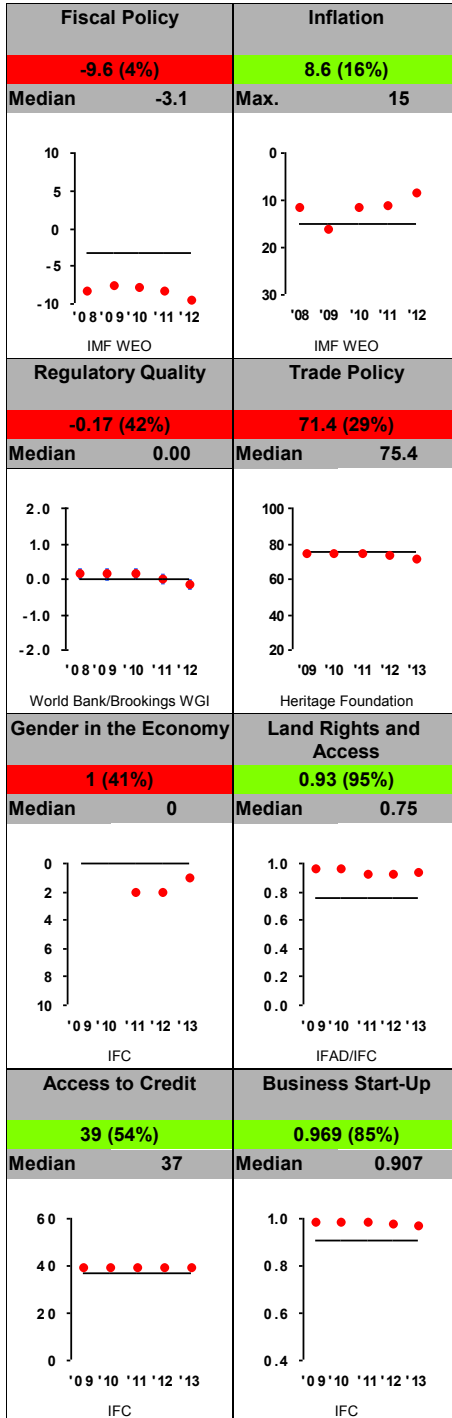 Fiscal Policy
-9.6 (4%)
Median -3.1
10
5
0
-5
-10
'08 '09 '10 '11 '12
IMF WEO
Inflation
8.6 (16%)
Max. 15
0
10
20
30
'08 '09 '10 '11 '12
IMF WEO
Regulatory Quality
-0.17 (42%)
Median 0.00
2.0
1.0
0.0
-1.0
-2.0
'08 '09 '10 '11 '12
World Bank/Brookings WGI
Trade Policy
71.4 (29%)
Median 75.4
100
80
60
40
20
'09 '10 '11 '12 '13
Heritage Foundation
Gender in the Economy
1 (41%)
Median 0
0
2
4
6
8
10
'09 '10 '11 '12 '13
IFC
Land Rights and
Access
0.93 (95%)
Median 0.75
1.0
0.8
0.6
0.4
0.2
0.0
'09 '10 '11 '12 '13
IFAD/IFC
Access to Credit
39 (54%)
Median 37
60
40
20
0
'09 '10 '11 '12 '13
IFC
Business Start-Up
0.969 (85%)
Median 0.907
1.0
0.8
0.6
0.4
'09 '10 '11 '12 '13
IFC